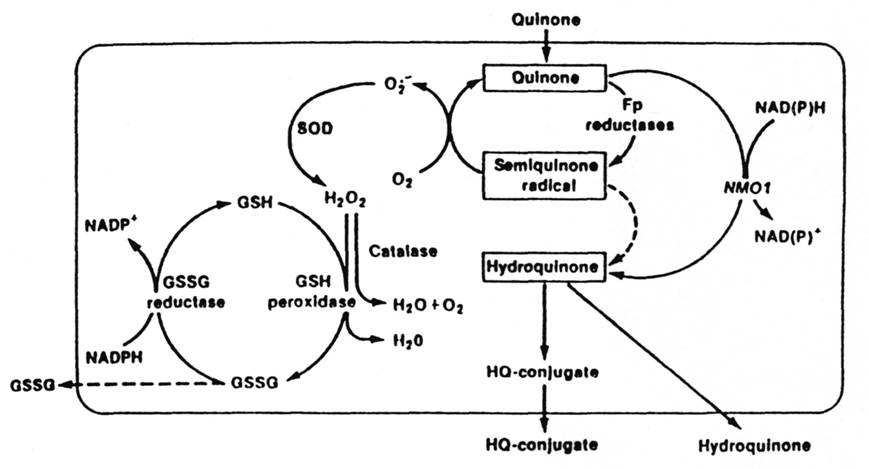 Quinone
Quinone
O₂·⁻
Fp
reductases
NAD(P)H
SOD
Semiquinone
radical
O₂
NMO1
H₂O₂
GSH
NADP⁺
NAD(P)⁺
Catalase
Hydroquinone
GSSG
reductase
GSH
peroxidase
H₂O + O₂
H₂0
NADPH
GSSG
GSSG
HQ-conjugate
HQ-conjugate
Hydroquinone